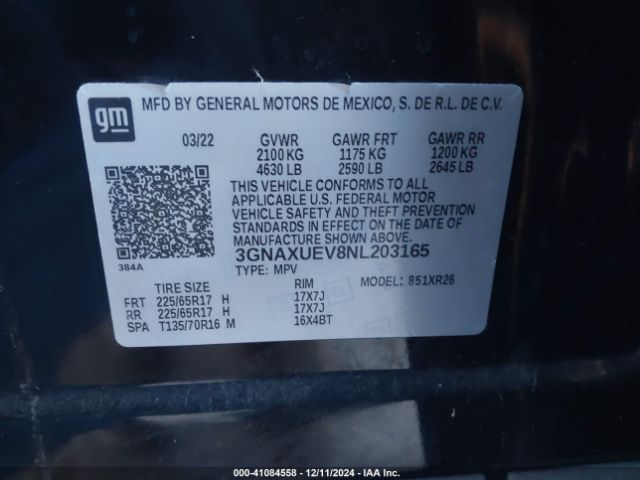 gm
MFD BY GENERAL MOTORS DE MEXICO, S. DE R.L. DE C.V.
03/22 GVWR GAWR FRT GAWR RR
2100 KG 1175 KG 1200 KG
4630 LB 2590 LB 2645 LB
THIS VEHICLE CONFORMS TO ALL
APPLICABLE U.S. FEDERAL MOTOR
VEHICLE SAFETY AND THEFT PREVENTION
STANDARDS IN EFFECT ON THE DATE OF
MANUFACTURE SHOWN ABOVE.
3GNAXUEV8NL203165
384A
TYPE: MPV MODEL: 851XR26
TIRE SIZE RIM
FRT 225/65R17 H 17X7J
RR 225/65R17 H 17X7J
SPA T135/70R16 M 16X4BT
000-41084558 - 12/11/2024 - IAA Inc.